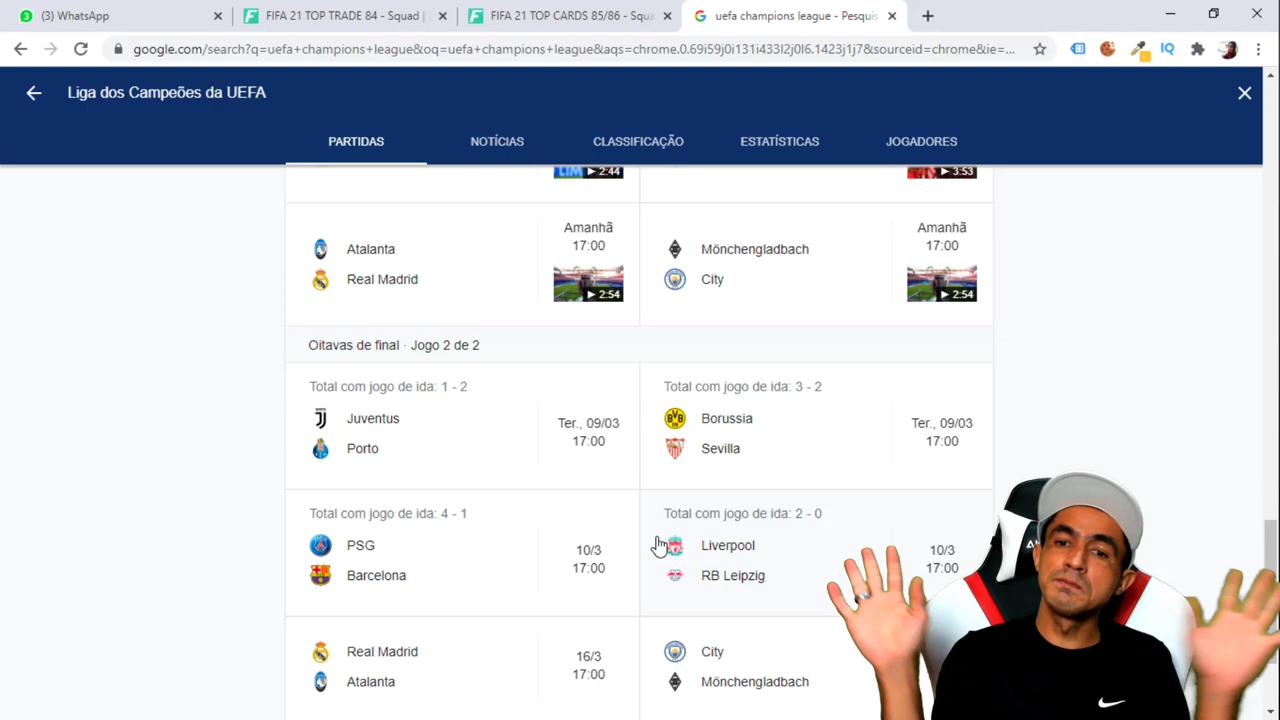 (3) WhatsApp
FIFA 21 TOP TRADE 84 - Squad |
FIFA 21 TOP CARDS 85/86 - Squa
uefa champions league - Pesquis
google.com/search?q=uefa+champions+league&oq=uefa+champions+league&aqs=chrome.0.69i59j0i131i433l2j0l6.1423j1j7&sourceid=chrome&ie=...
IQ
Liga dos Campeões da UEFA
PARTIDAS
NOTÍCIAS
CLASSIFICAÇÃO
ESTATÍSTICAS
JOGADORES
LIM
2:44
3:53
Atalanta
Real Madrid
Amanhã
17:00
2:54
Mönchengladbach
City
Amanhã
17:00
2:54
Oitavas de final · Jogo 2 de 2
Total com jogo de ida: 1 - 2
Juventus
Porto
Ter., 09/03
17:00
Total com jogo de ida: 3 - 2
Borussia
Sevilla
Ter., 09/03
17:00
Total com jogo de ida: 4 - 1
PSG
Barcelona
10/3
17:00
Total com jogo de ida: 2 - 0
Liverpool
RB Leipzig
10/3
17:00
Real Madrid
Atalanta
16/3
17:00
City
Mönchengladbach